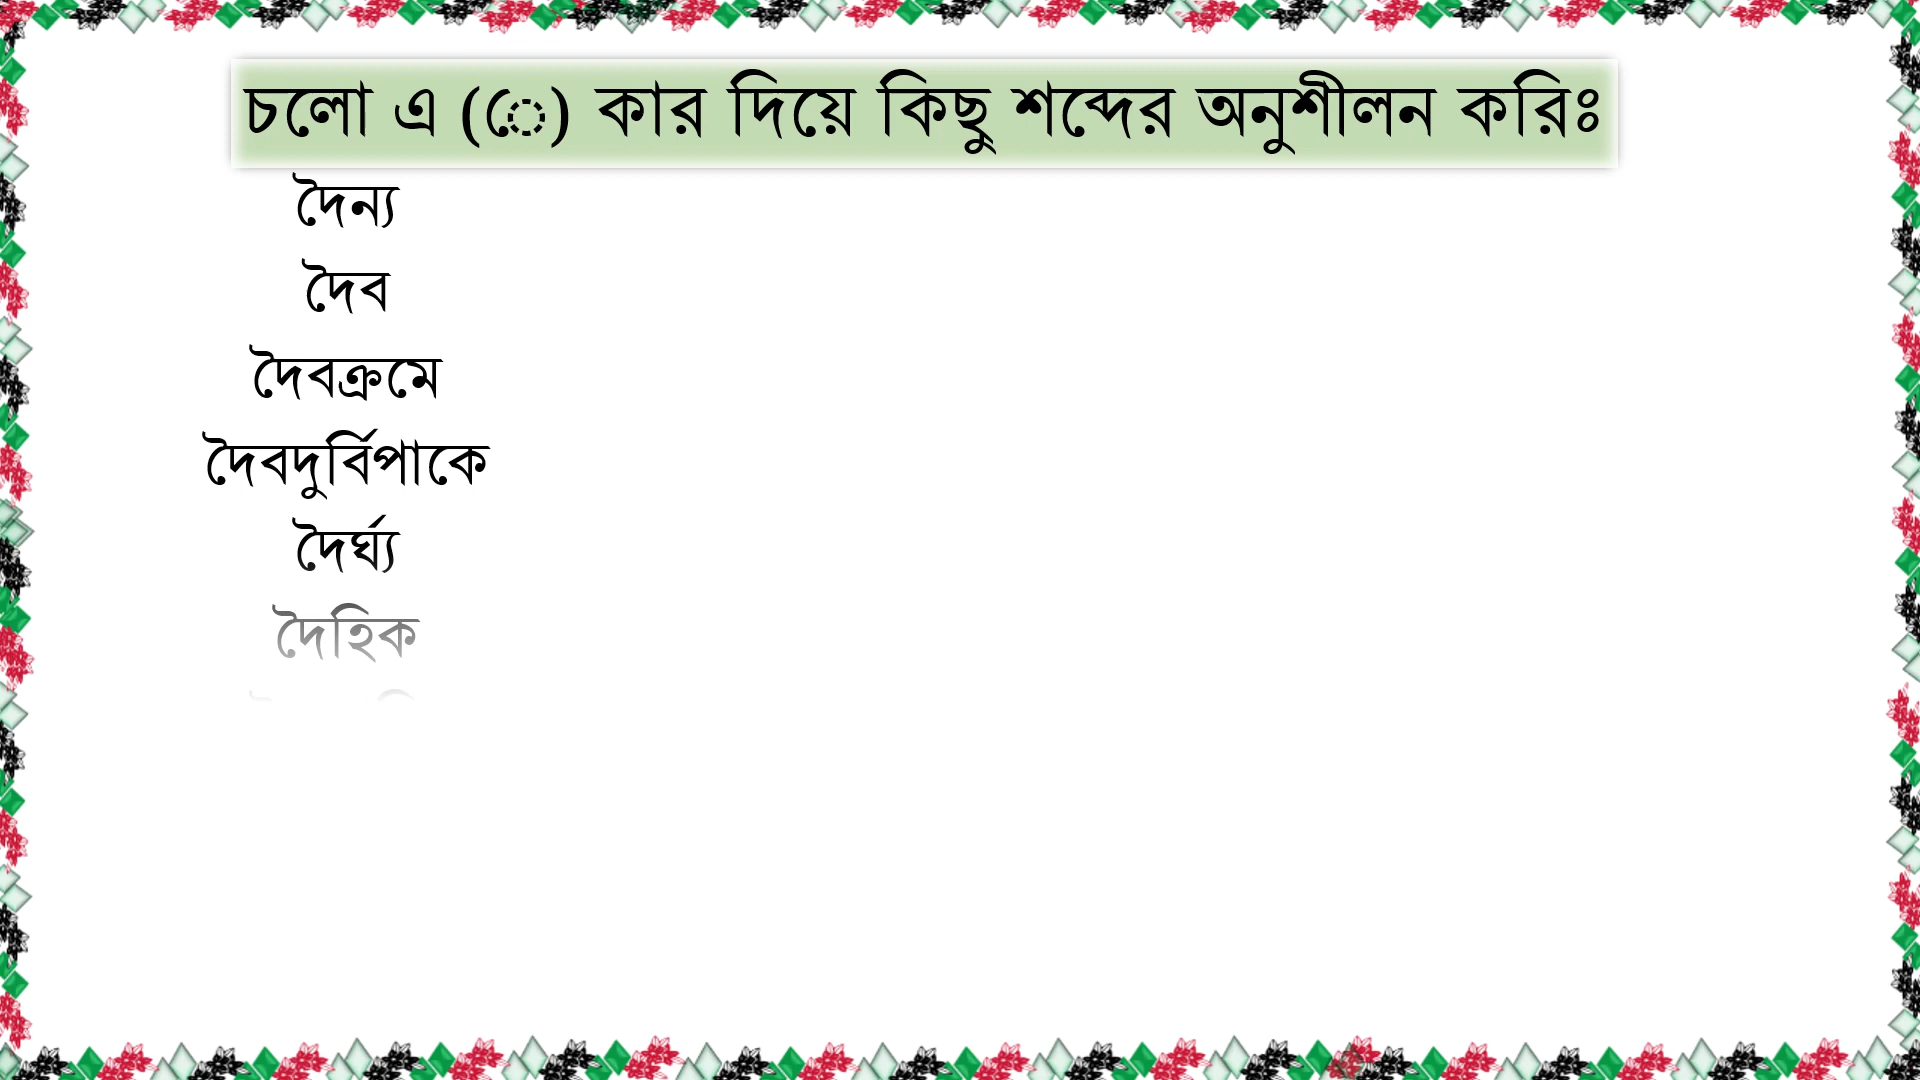 চলো এ (ে) কার দিয়ে কিছু শব্দের অনুশীলন করিঃ
দৈন্য
দৈব
দৈবক্রমে
দৈবদুর্বিপাকে
দৈর্ঘ্য
দৈহিক